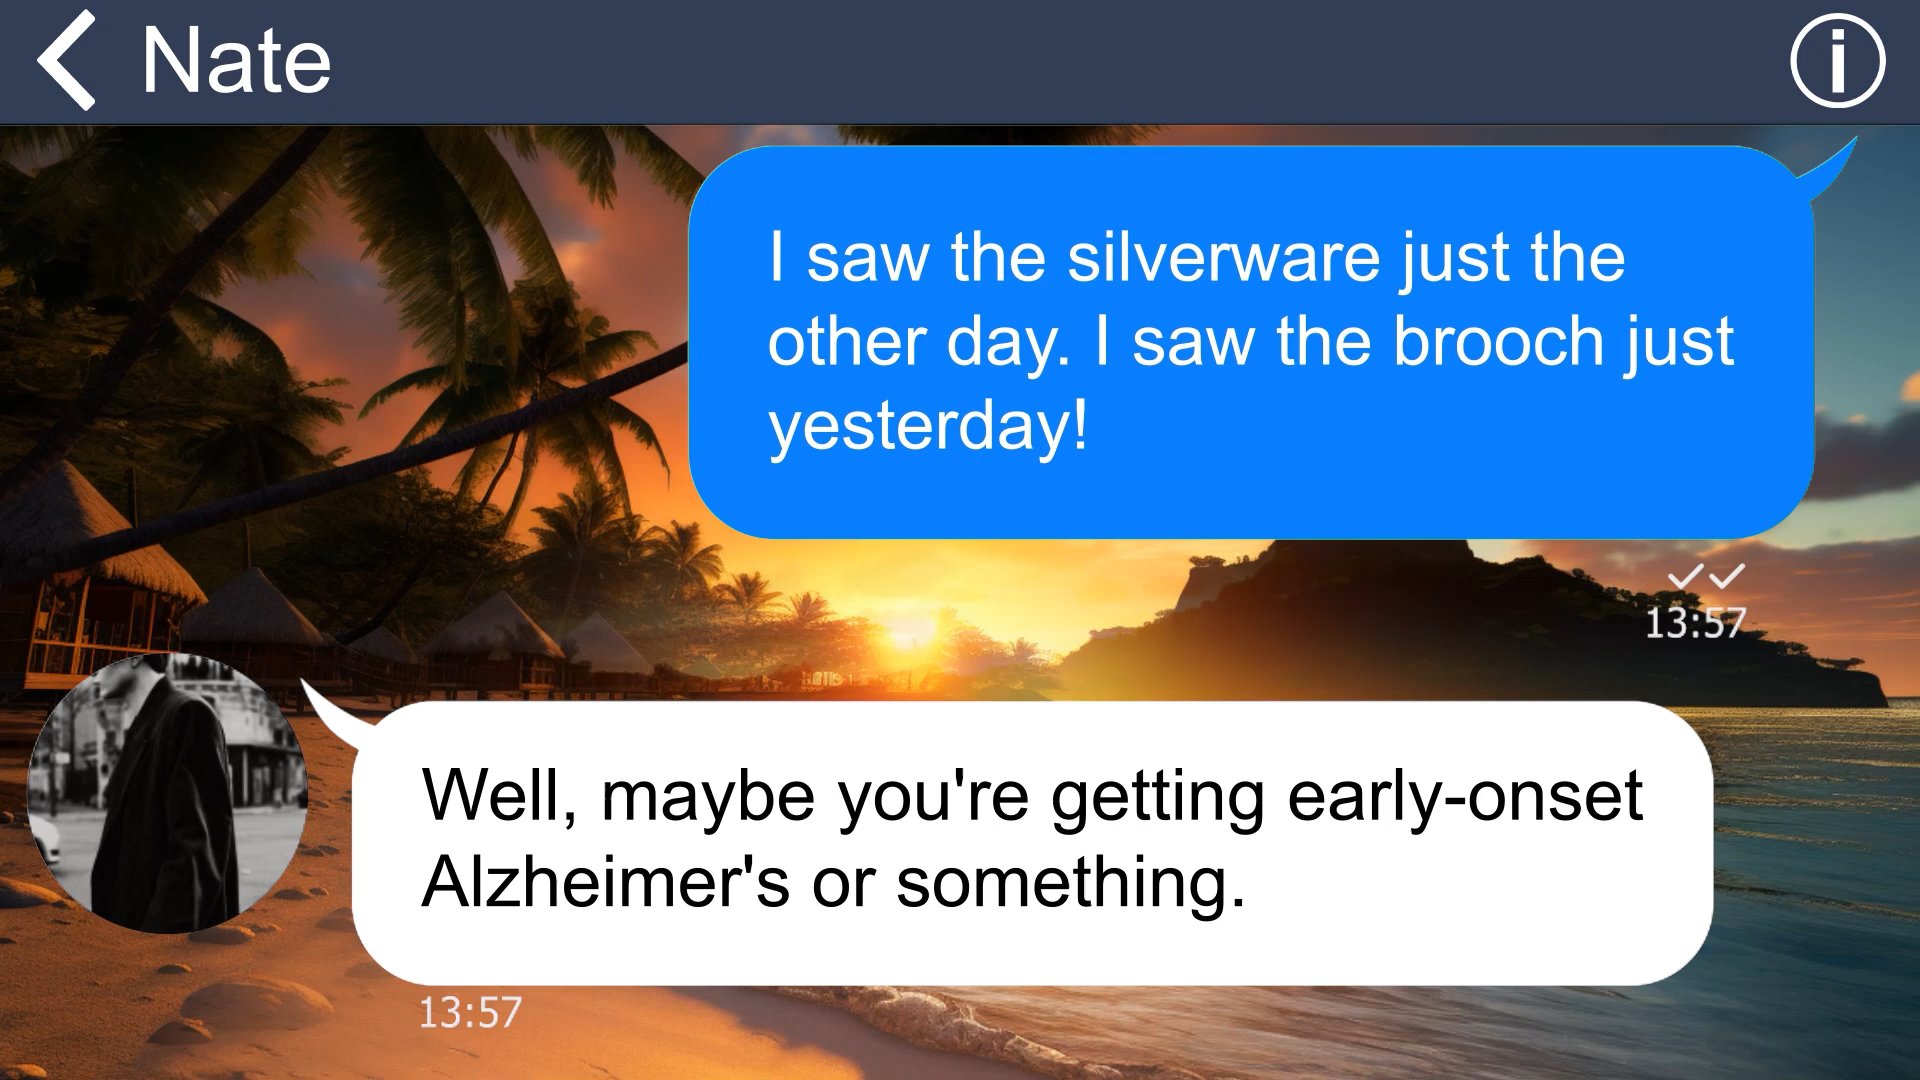 Nate
I saw the silverware just the
other day. I saw the brooch just
yesterday!
13:57
Well, maybe you're getting early-onset
Alzheimer's or something.
13:57